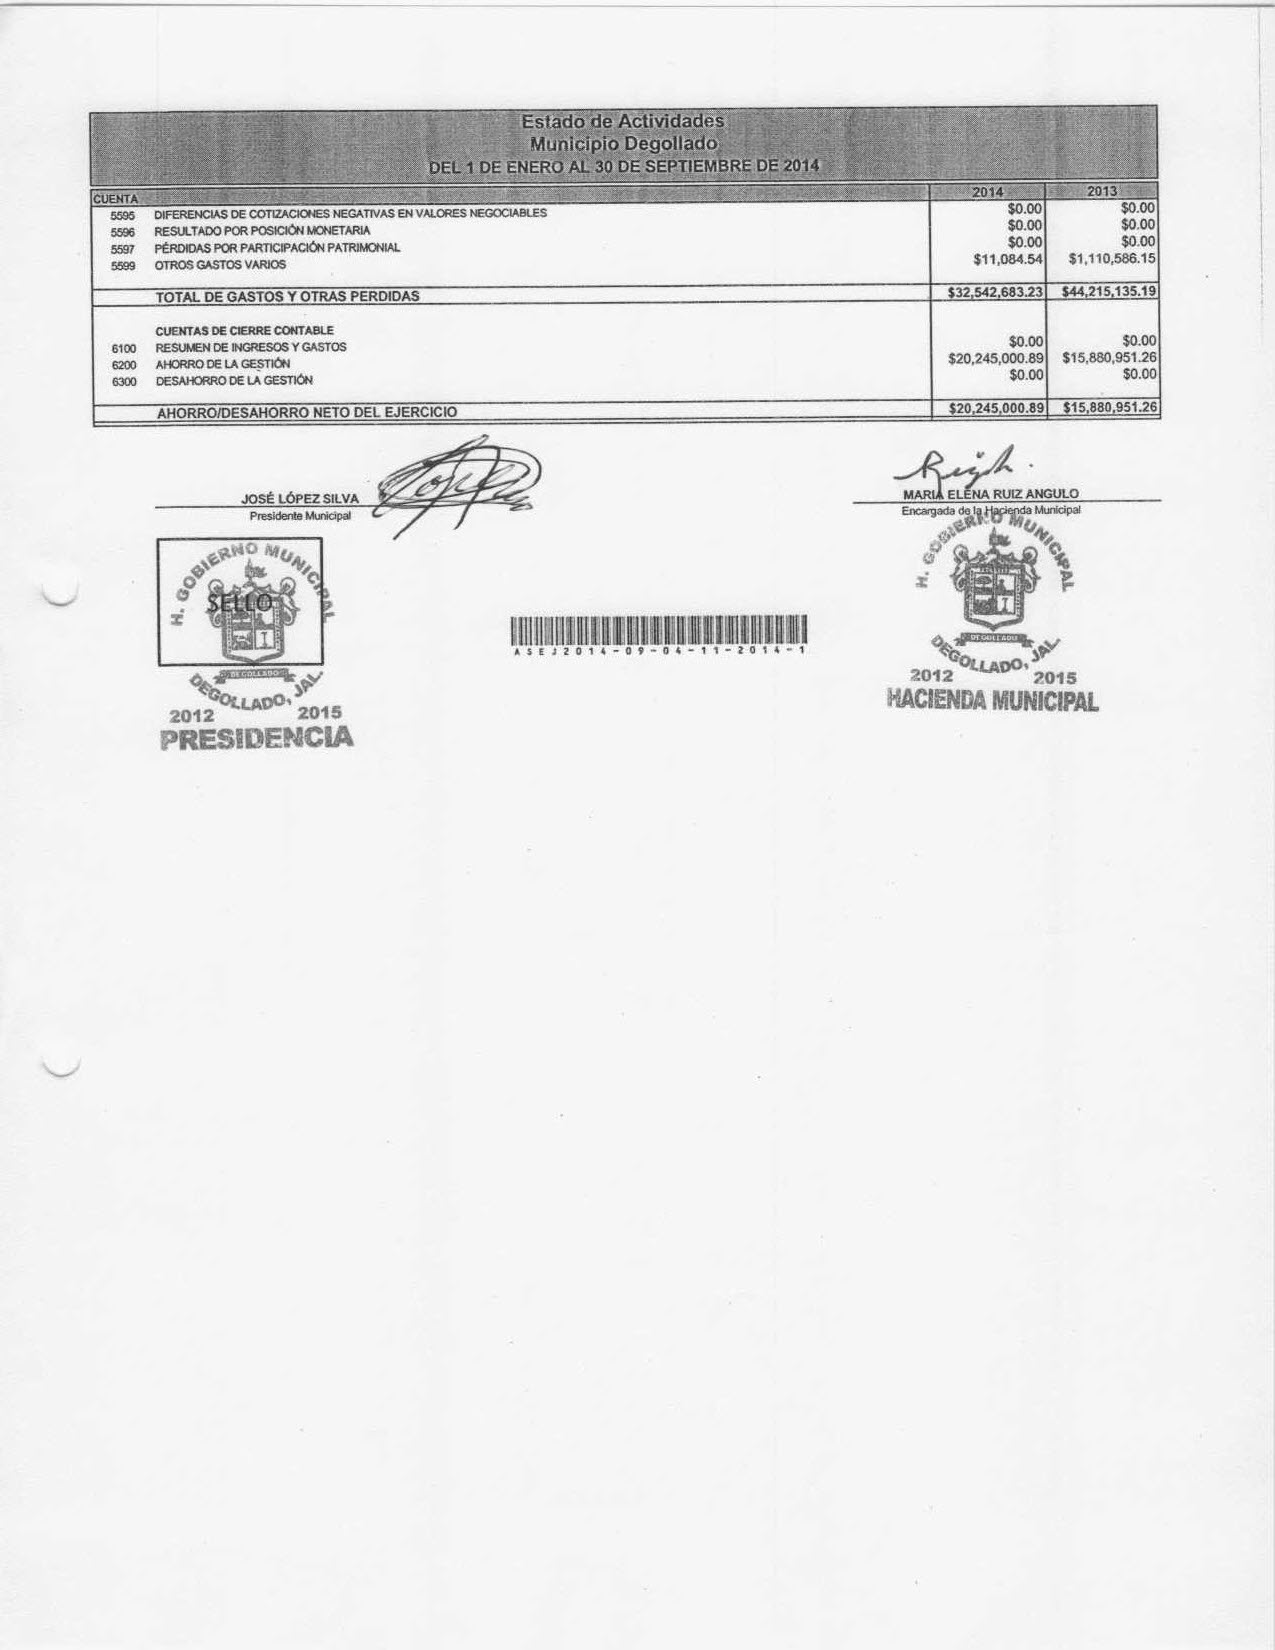 Estado de Actividades
Municipio Degollado
DEL 1 DE ENERO AL 30 DE SEPTIEMBRE DE 2014
CUENTA 2014 2013
5595 DIFERENCIAS DE COTIZACIONES NEGATIVAS EN VALORES NEGOCIABLES $0.00 $0.00
5596 RESULTADO POR POSICIÓN MONETARIA $0.00 $0.00
5597 PÉRDIDAS POR PARTICIPACIÓN PATRIMONIAL $0.00 $0.00
5599 OTROS GASTOS VARIOS $11,084.54 $1,110,586.15
TOTAL DE GASTOS Y OTRAS PERDIDAS $32,542,683.23 $44,215,135.19
CUENTAS DE CIERRE CONTABLE
6100 RESUMEN DE INGRESOS Y GASTOS $0.00 $0.00
6200 AHORRO DE LA GESTIÓN $20,245,000.89 $15,880,951.26
6300 DESAHORRO DE LA GESTIÓN $0.00 $0.00
AHORRO/DESAHORRO NETO DEL EJERCICIO $20,245,000.89 $15,880,951.26
JOSÉ LÓPEZ SILVA
Presidente Municipal
MARIA ELENA RUIZ ANGULO
Encargada de la Hacienda Municipal
H. GOBIERNO MUNICIPAL
SELLO
DEGOLLADO
DEGOLLADO, JAL.
2012 2015
PRESIDENCIA
ASEJ2014-09-04-11-2014-1
H. GOBIERNO MUNICIPAL
DEGOLLADO
DEGOLLADO, JAL.
2012 2015
HACIENDA MUNICIPAL